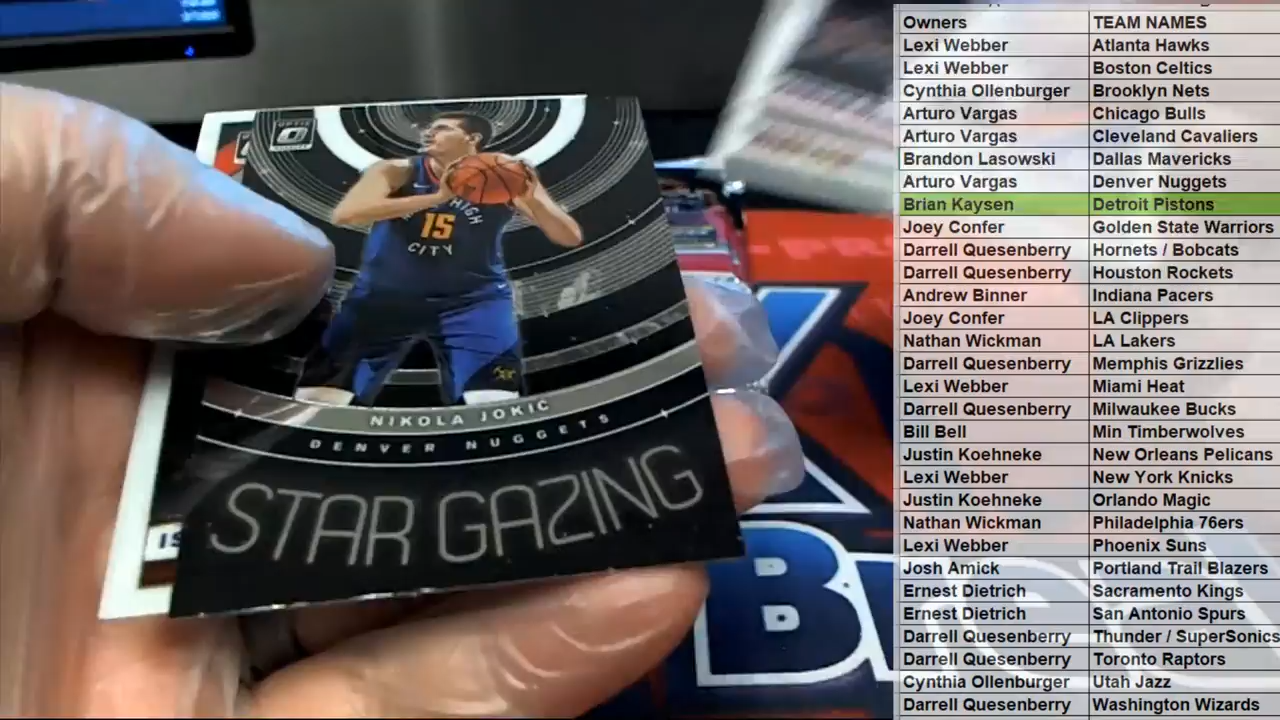 OPTIC
HIGH
15
CITY
NIKOLA JOKIC
DENVER NUGGETS
STAR GAZING
IS
Owners TEAM NAMES
Lexi Webber Atlanta Hawks
Lexi Webber Boston Celtics
Cynthia Ollenburger Brooklyn Nets
Arturo Vargas Chicago Bulls
Arturo Vargas Cleveland Cavaliers
Brandon Lasowski Dallas Mavericks
Arturo Vargas Denver Nuggets
Brian Kaysen Detroit Pistons
Joey Confer Golden State Warriors
Darrell Quesenberry Hornets / Bobcats
Darrell Quesenberry Houston Rockets
Andrew Binner Indiana Pacers
Joey Confer LA Clippers
Nathan Wickman LA Lakers
Darrell Quesenberry Memphis Grizzlies
Lexi Webber Miami Heat
Darrell Quesenberry Milwaukee Bucks
Bill Bell Min Timberwolves
Justin Koehneke New Orleans Pelicans
Lexi Webber New York Knicks
Justin Koehneke Orlando Magic
Nathan Wickman Philadelphia 76ers
Lexi Webber Phoenix Suns
Josh Amick Portland Trail Blazers
Ernest Dietrich Sacramento Kings
Ernest Dietrich San Antonio Spurs
Darrell Quesenberry Thunder / SuperSonics
Darrell Quesenberry Toronto Raptors
Cynthia Ollenburger Utah Jazz
Darrell Quesenberry Washington Wizards